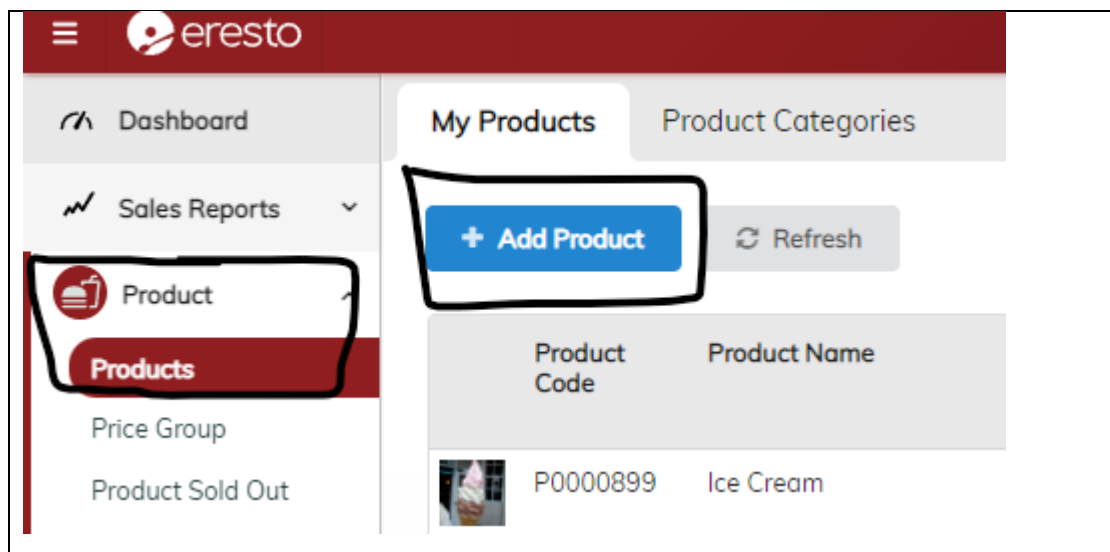 eresto
Dashboard
Sales Reports
Product
Products
Price Group
Product Sold Out
My Products Product Categories
+ Add Product Refresh
Product Code Product Name
P0000899 Ice Cream